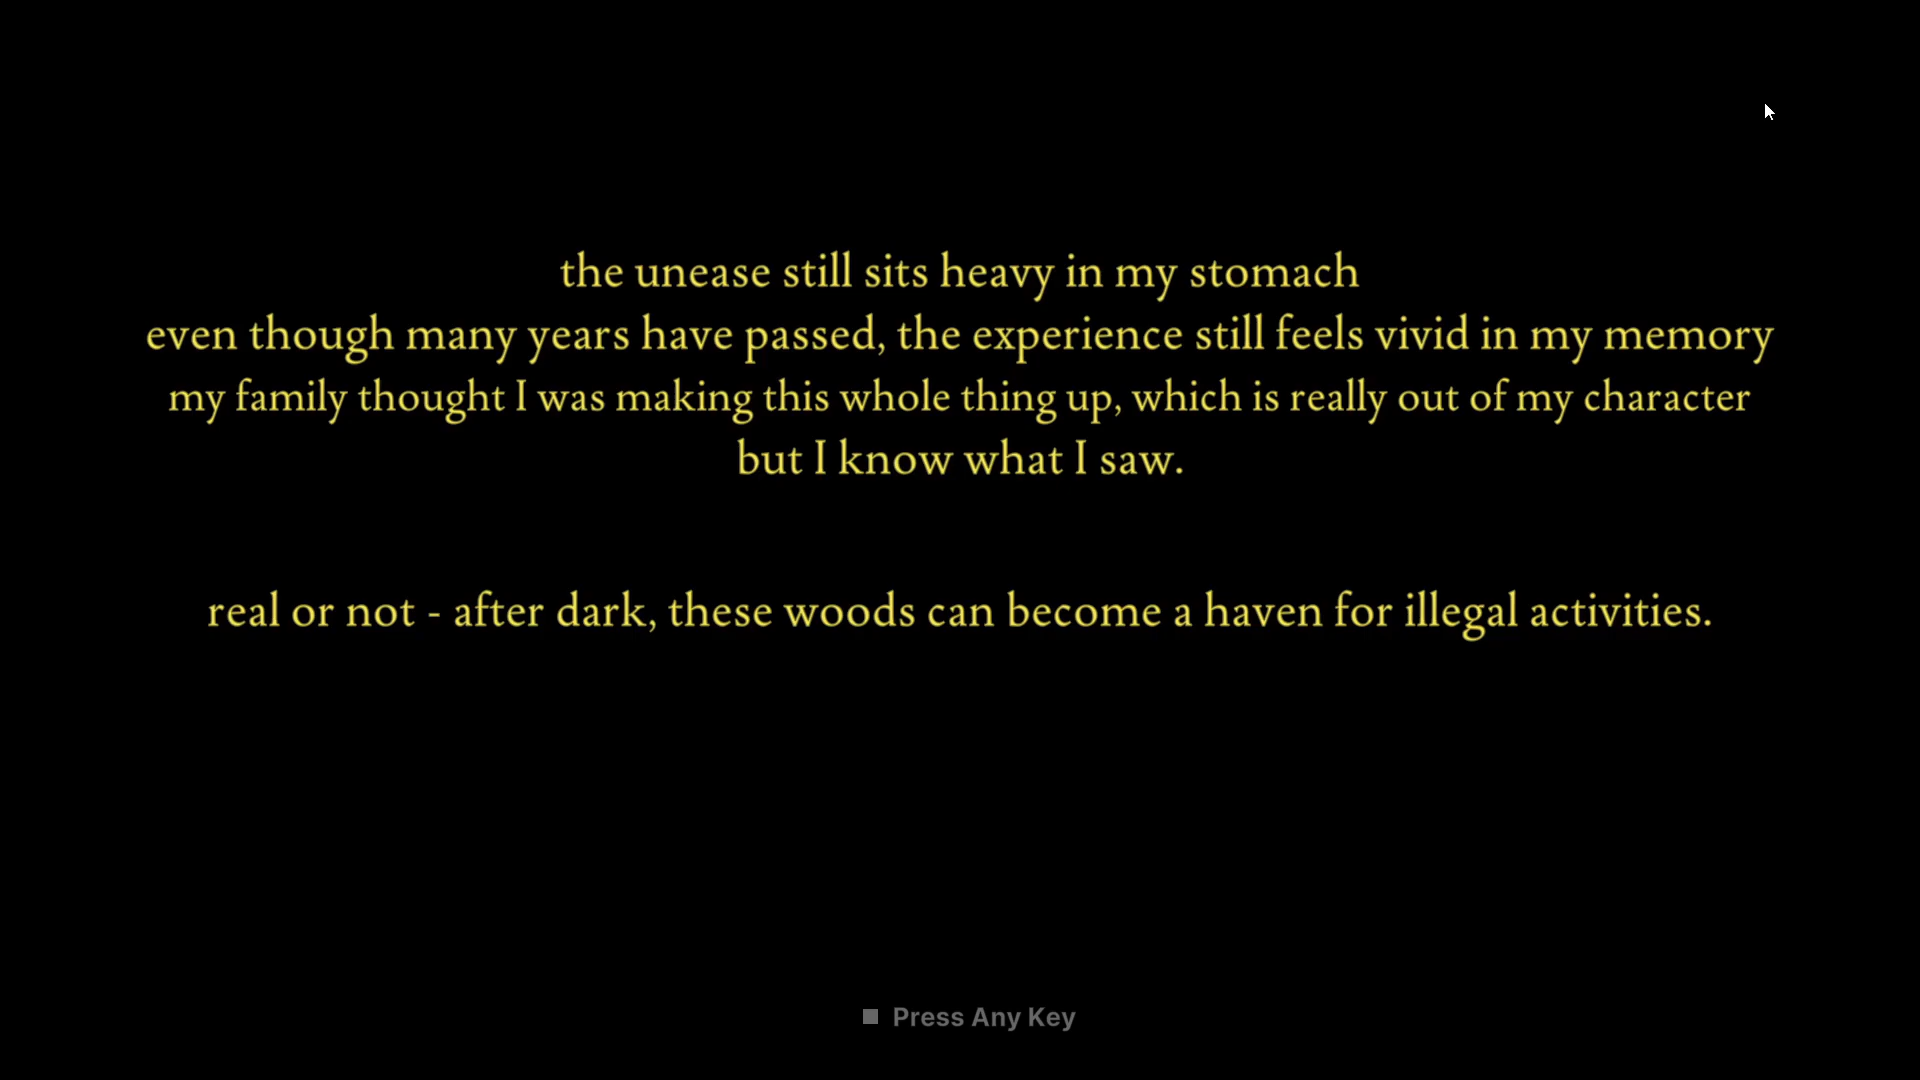 the unease still sits heavy in my stomach
even though many years have passed, the experience still feels vivid in my memory
my family thought I was making this whole thing up, which is really out of my character
but I know what I saw.
real or not - after dark, these woods can become a haven for illegal activities.
Press Any Key